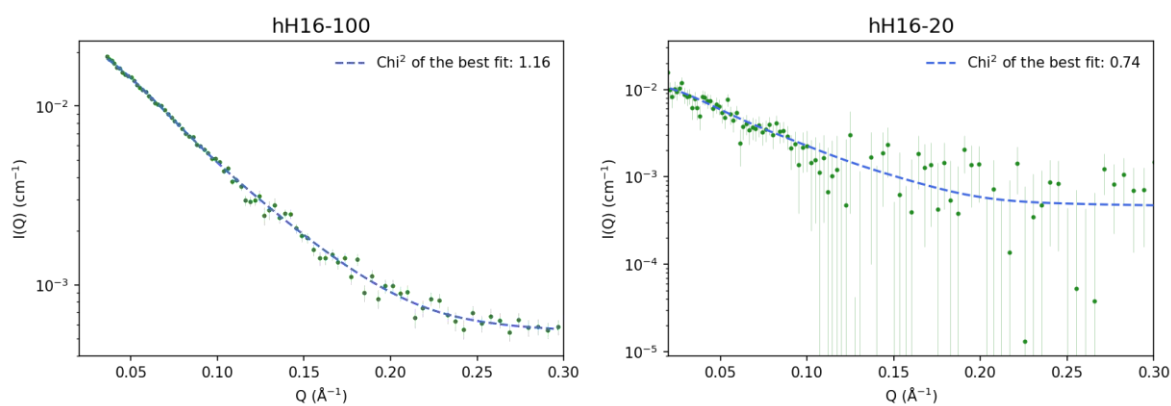 hH16-100
Chi² of the best fit: 1.16
I(Q) (cm⁻¹)
10⁻²
10⁻³
0.05 0.10 0.15 0.20 0.25 0.30
Q (Å⁻¹)
hH16-20
Chi² of the best fit: 0.74
I(Q) (cm⁻¹)
10⁻²
10⁻³
10⁻⁴
10⁻⁵
0.05 0.10 0.15 0.20 0.25 0.30
Q (Å⁻¹)